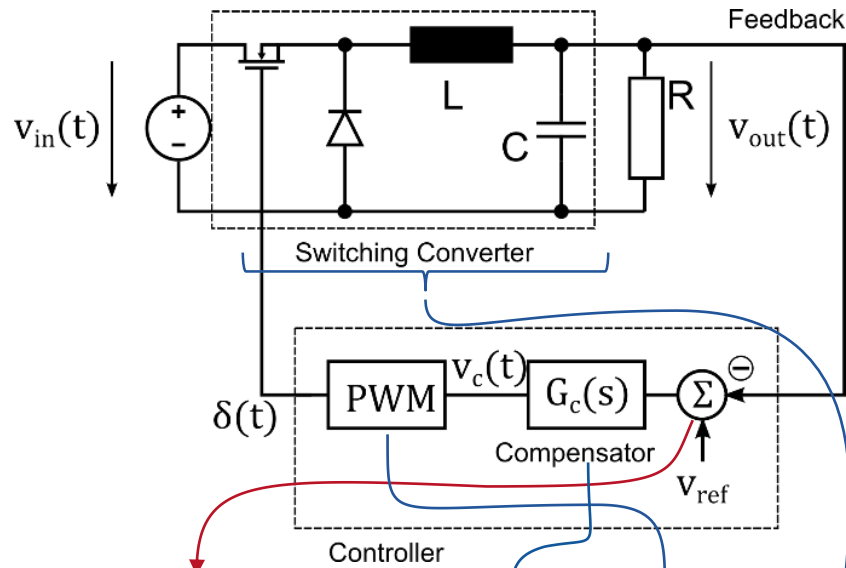 Feedback
+
−
v_in(t)
L
C
R
v_out(t)
Switching Converter
δ(t)
PWM
v_c(t)
G_c(s)
Σ
⊖
Compensator
v_ref
Controller